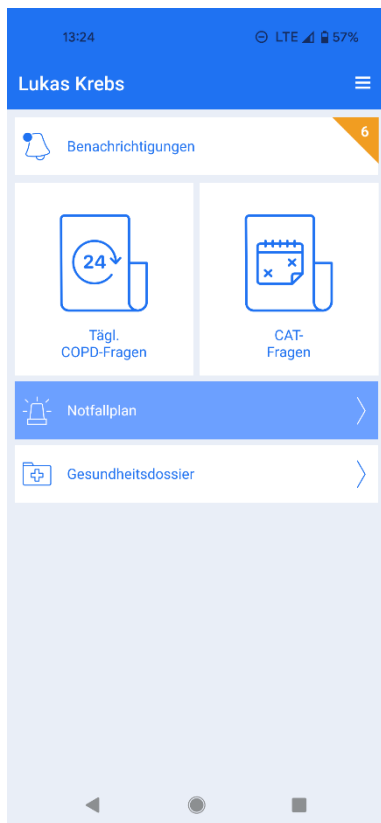 13:24 LTE 57%
Lukas Krebs
Benachrichtigungen 6
24
Tägl.
COPD-Fragen
CAT-
Fragen
Notfallplan
Gesundheitsdossier